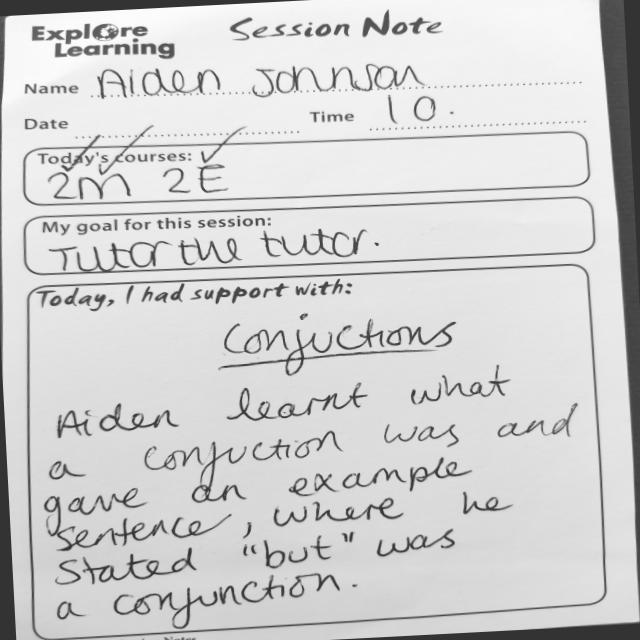 Explore Learning Session Note
Name Aiden Johnson
Date Time 10.
Today's courses:
2M 2E
My goal for this session:
Tutor the tutor.
Today, I had support with:
Conjuctions
Aiden learnt what
a conjuction was and
gave an example
sentence, where he
stated "but" was
a conjunction.